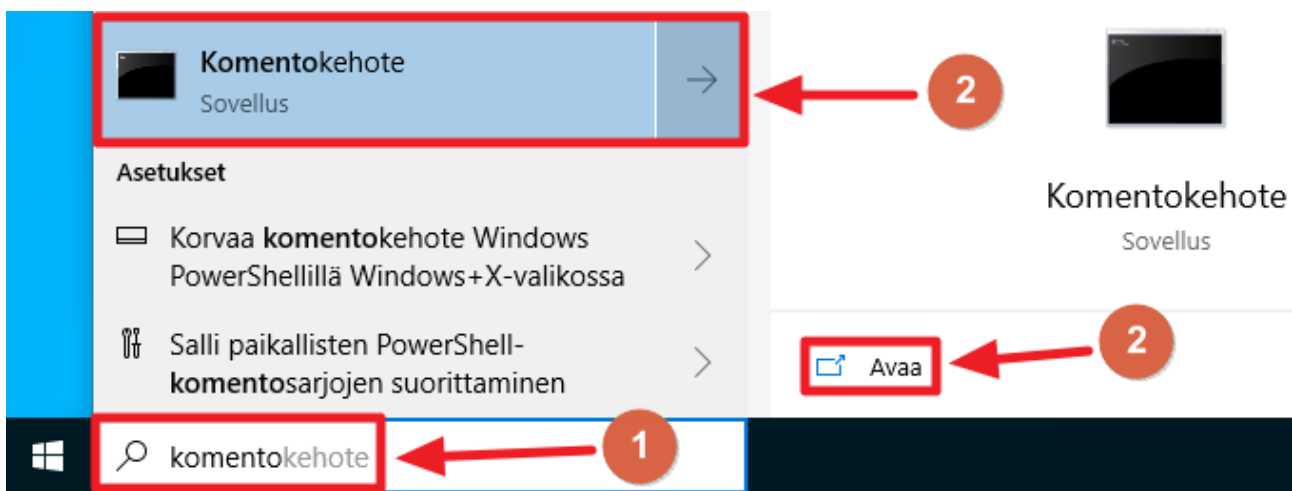 Komentokehote
Sovellus
2
Asetukset
Korvaa komentokehote Windows
PowerShellillä Windows+X-valikossa
Salli paikallisten PowerShell-
komentosarjojen suorittaminen
komentokehote
1
Komentokehote
Sovellus
Avaa
2